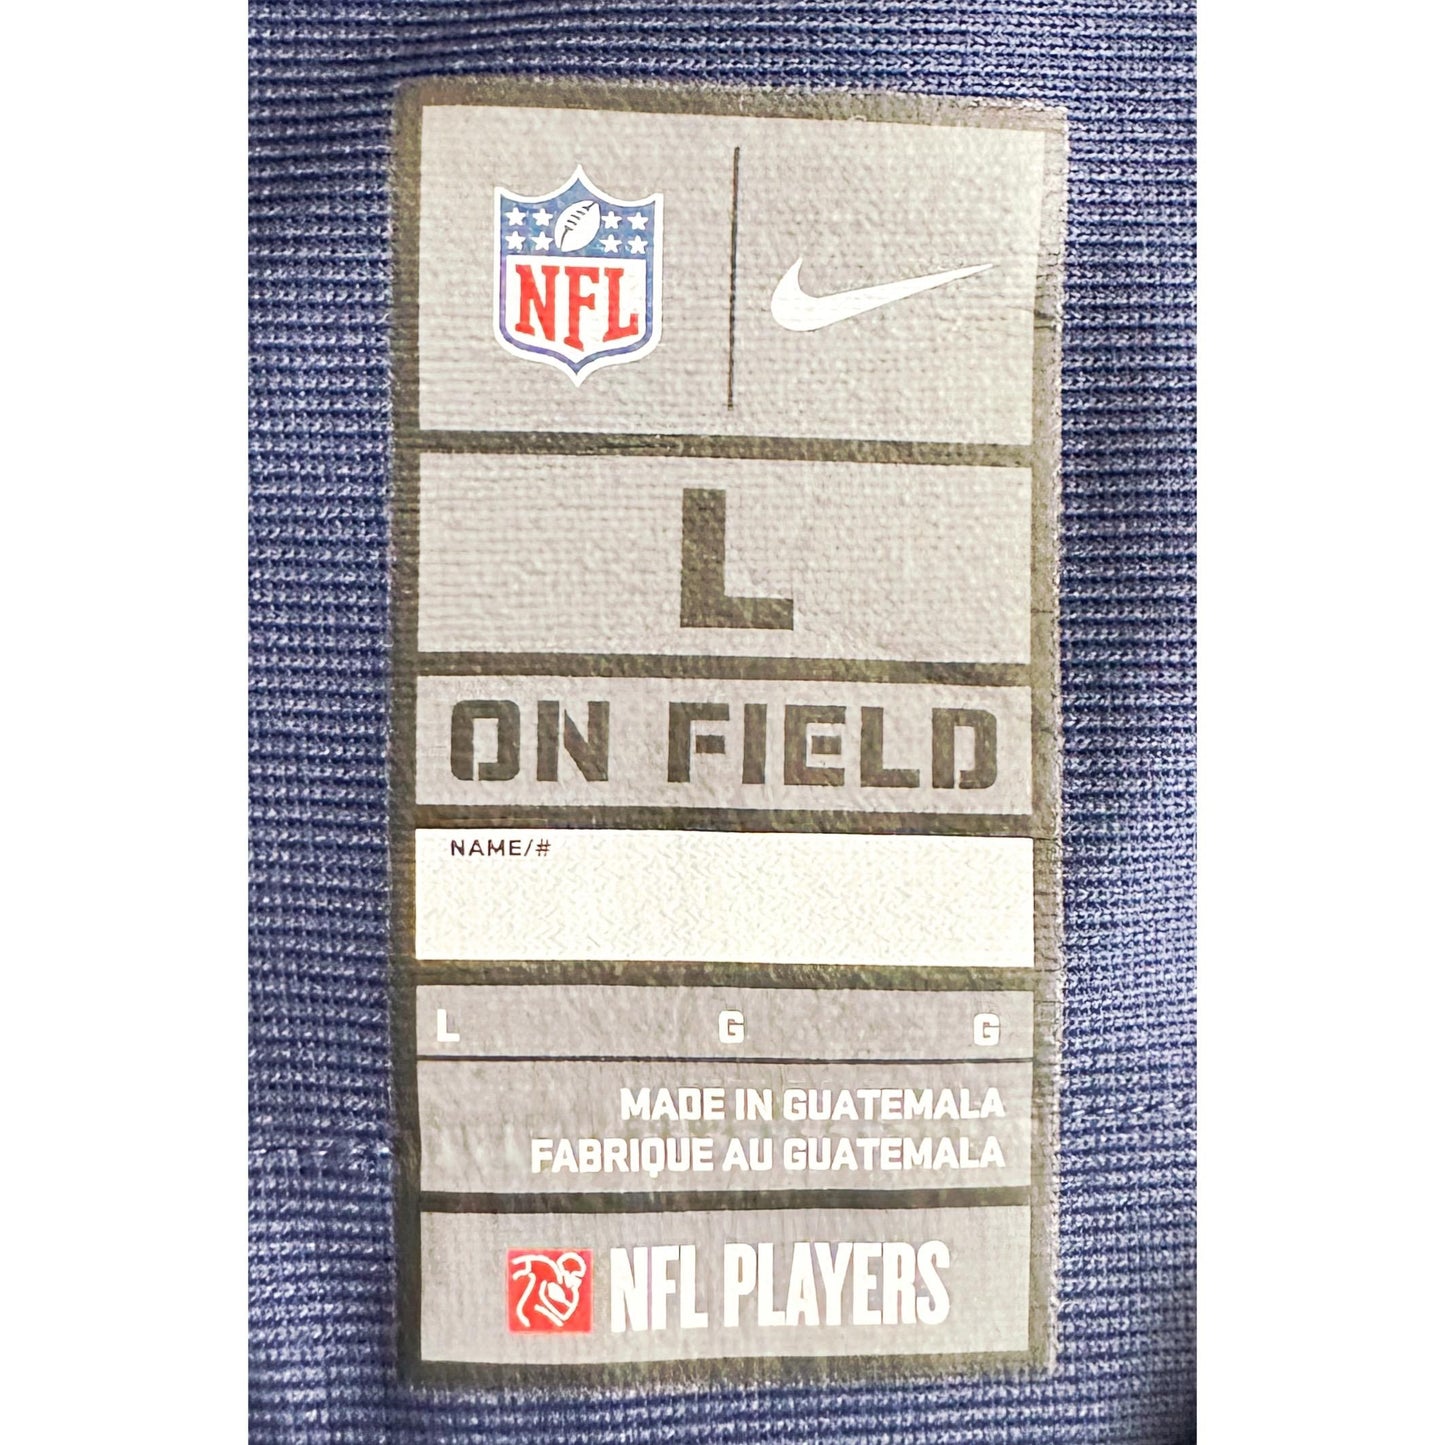 NFL
L
ON FIELD
NAME/#
L G G
MADE IN GUATEMALA
FABRIQUE AU GUATEMALA
NFL PLAYERS